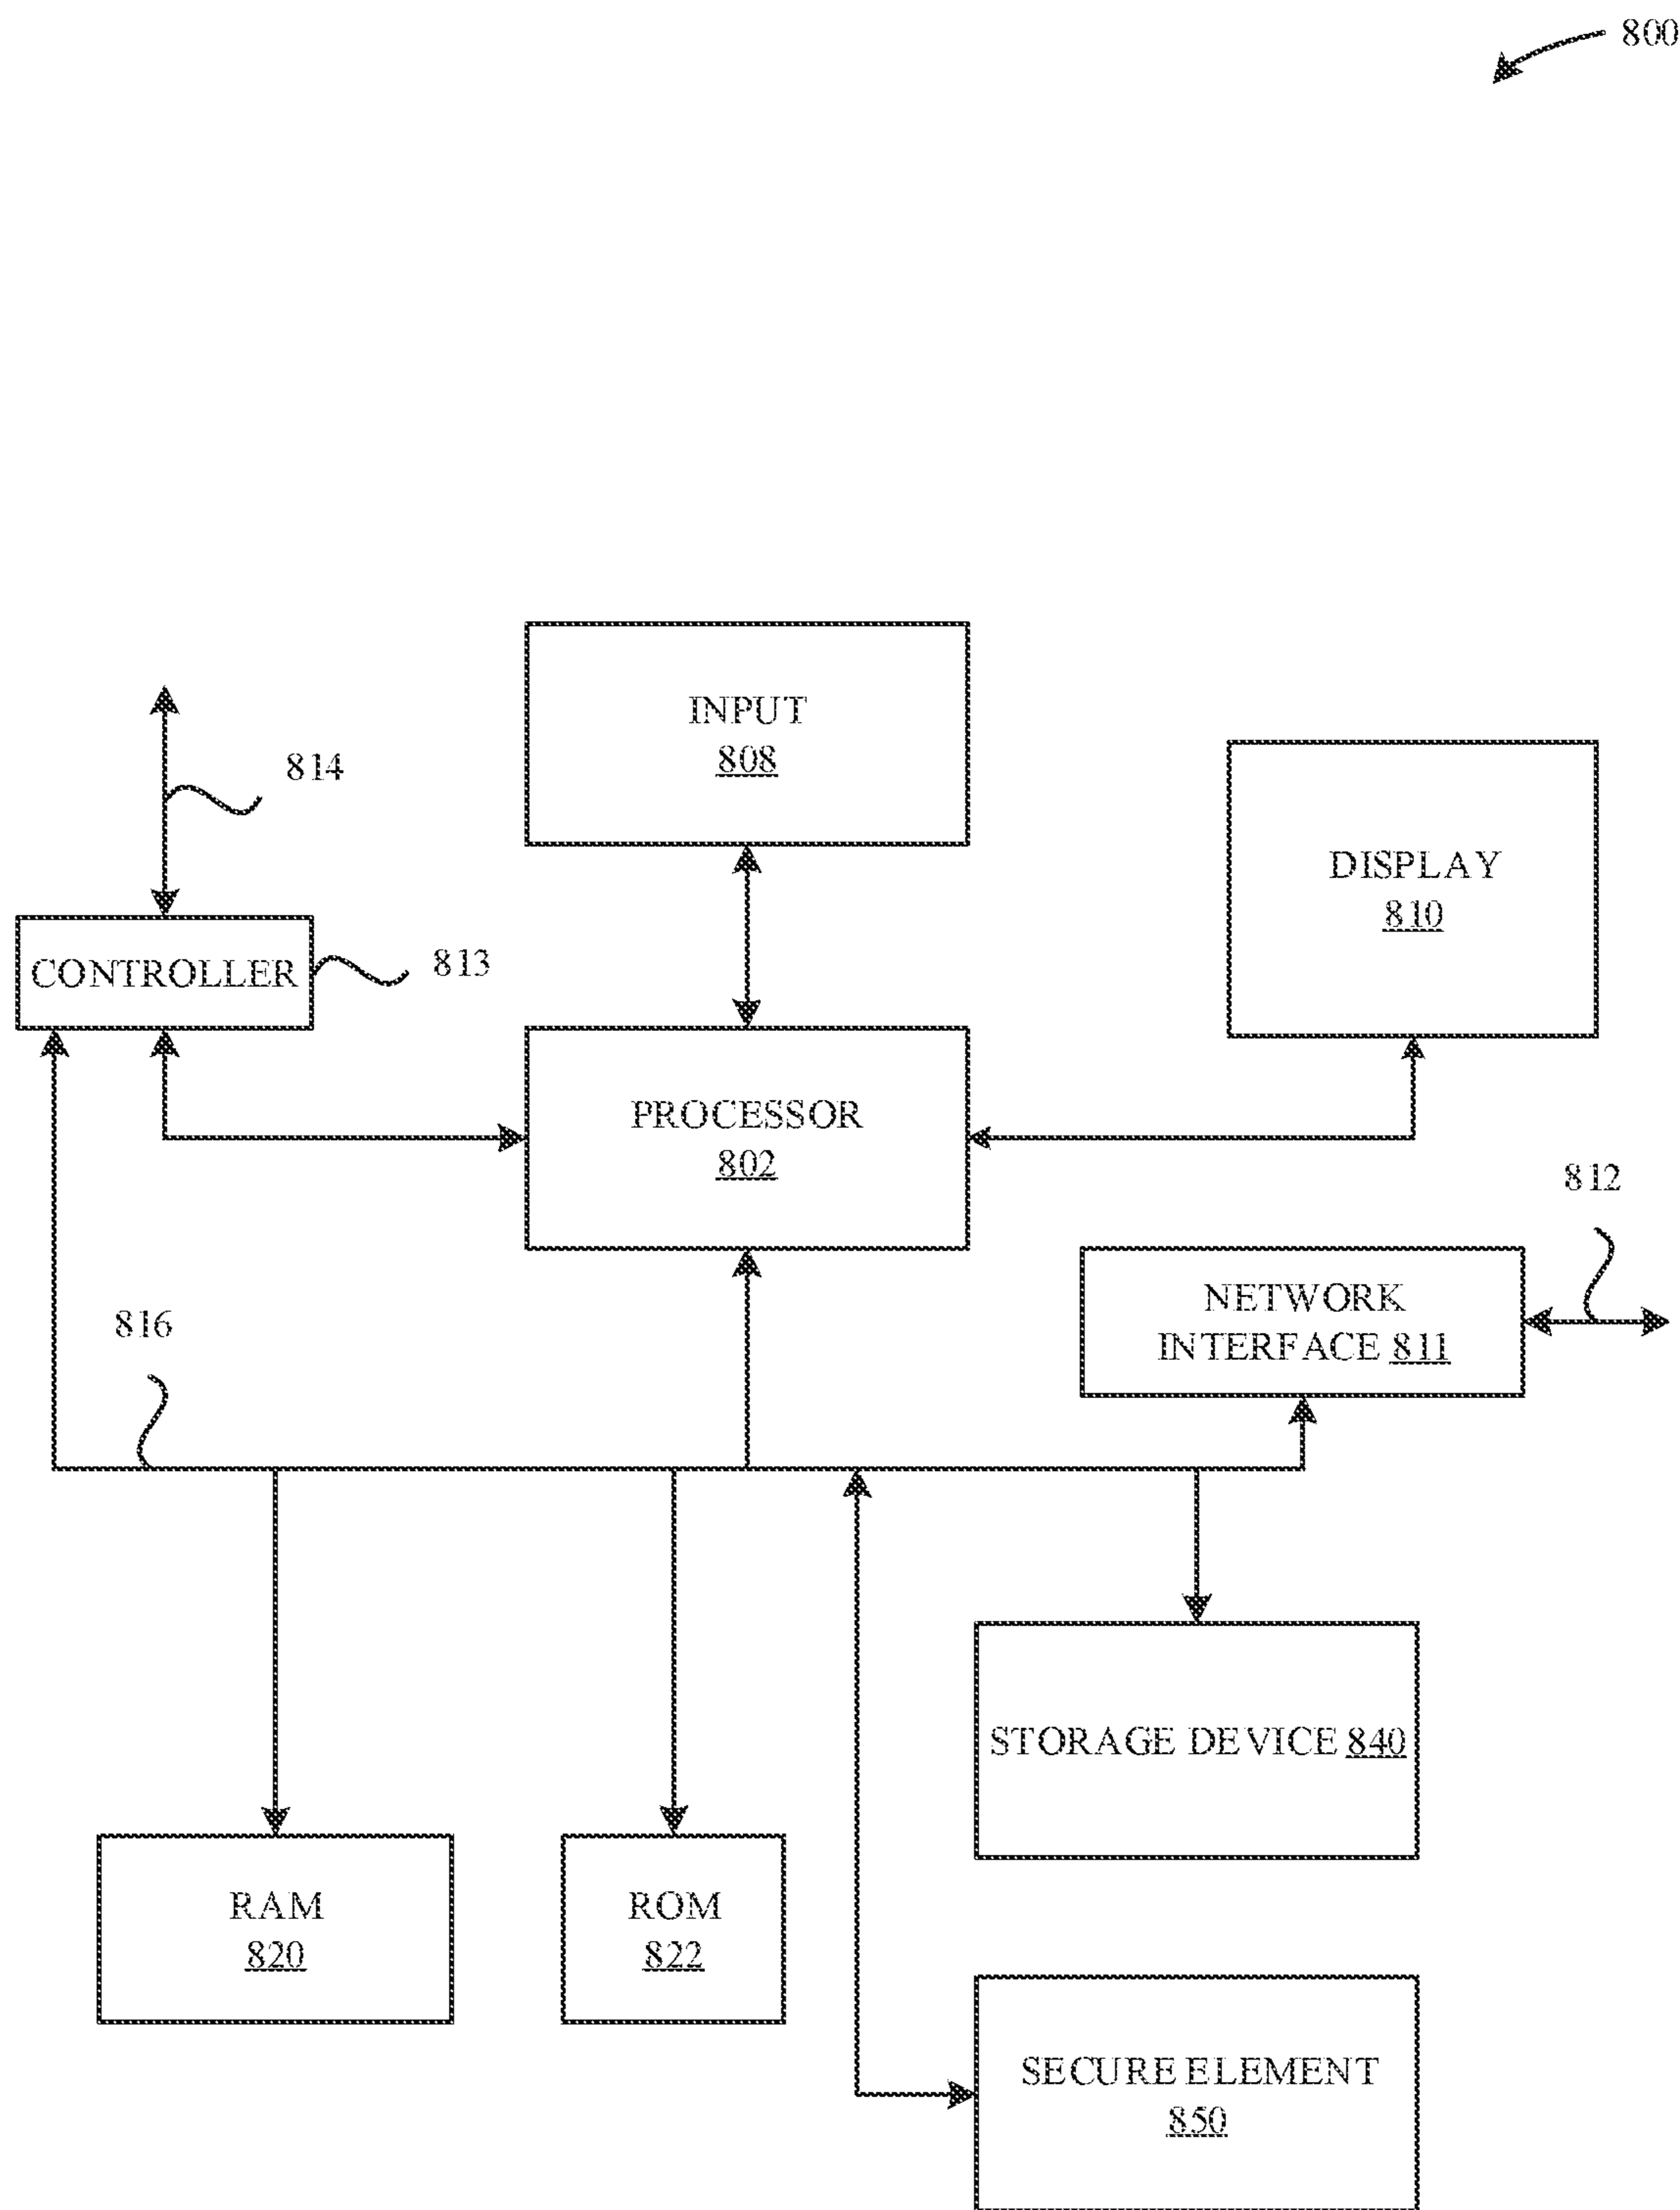 800
INPUT
808
814
DISPLAY
810
CONTROLLER
813
PROCESSOR
802
812
NETWORK
INTERFACE 811
816
STORAGE DEVICE 840
RAM
820
ROM
822
SECURE ELEMENT
850